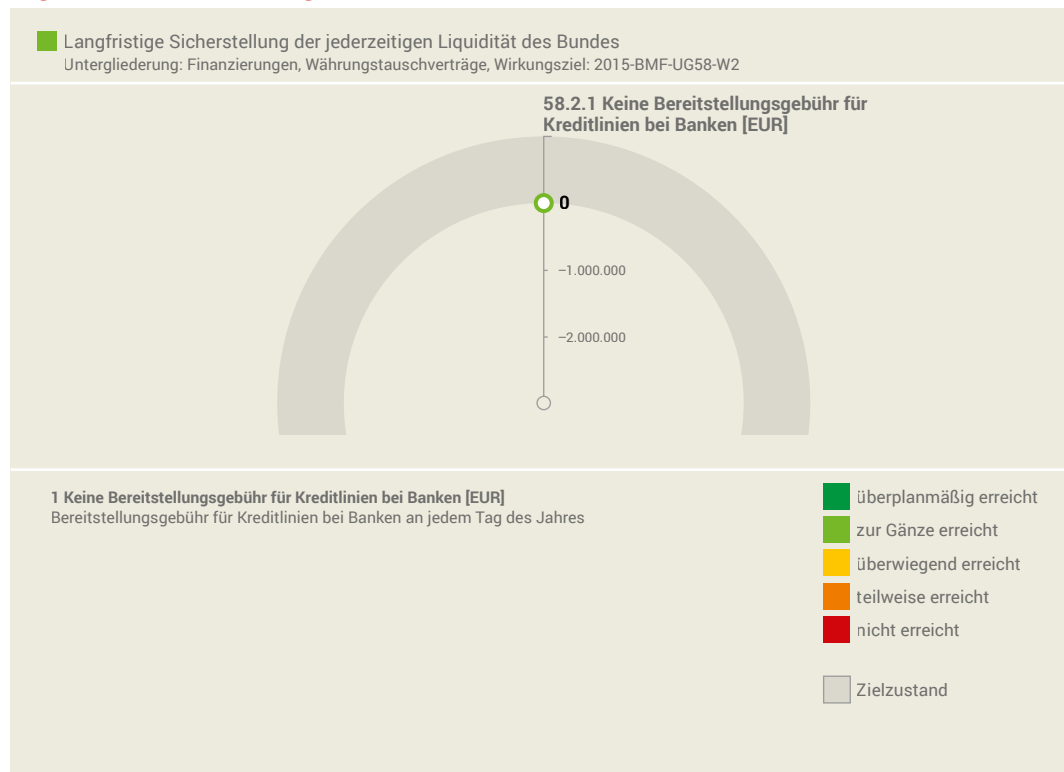 Langfristige Sicherstellung der jederzeitigen Liquidität des Bundes
Untergliederung: Finanzierungen, Währungstauschverträge, Wirkungsziel: 2015-BMF-UG58-W2
58.2.1 Keine Bereitstellungsgebühr für
Kreditlinien bei Banken [EUR]
0
–1.000.000
–2.000.000
1 Keine Bereitstellungsgebühr für Kreditlinien bei Banken [EUR]
Bereitstellungsgebühr für Kreditlinien bei Banken an jedem Tag des Jahres
überplanmäßig erreicht
zur Gänze erreicht
überwiegend erreicht
teilweise erreicht
nicht erreicht
Zielzustand